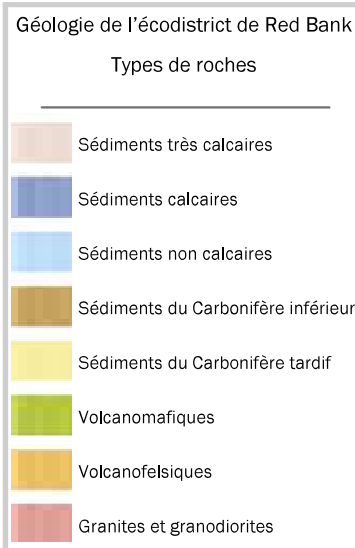 Géologie de l'écodistrict de Red Bank
Types de roches
Sédiments très calcaires
Sédiments calcaires
Sédiments non calcaires
Sédiments du Carbonifère inférieur
Sédiments du Carbonifère tardif
Volcanomafiques
Volcanofelsiques
Granites et granodiorites